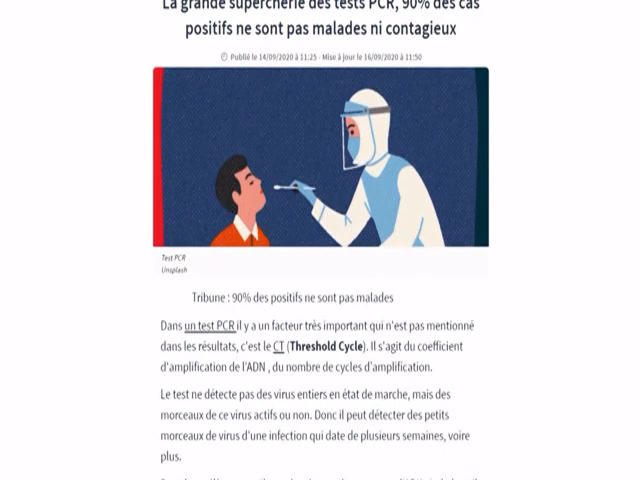 La grande supercherie des tests PCR, 90% des cas
positifs ne sont pas malades ni contagieux
Publié le 14/09/2020 à 11:25 - Mise à jour le 16/09/2020 à 11:50
Test PCR
Unsplash
Tribune : 90% des positifs ne sont pas malades
Dans un test PCR il y a un facteur très important qui n'est pas mentionné
dans les résultats, c'est le CT (Threshold Cycle). Il s'agit du coefficient
d'amplification de l'ADN , du nombre de cycles d'amplification.
Le test ne détecte pas des virus entiers en état de marche, mais des
morceaux de ce virus actifs ou non. Donc il peut détecter des petits
morceaux de virus d'une infection qui date de plusieurs semaines, voire
plus.